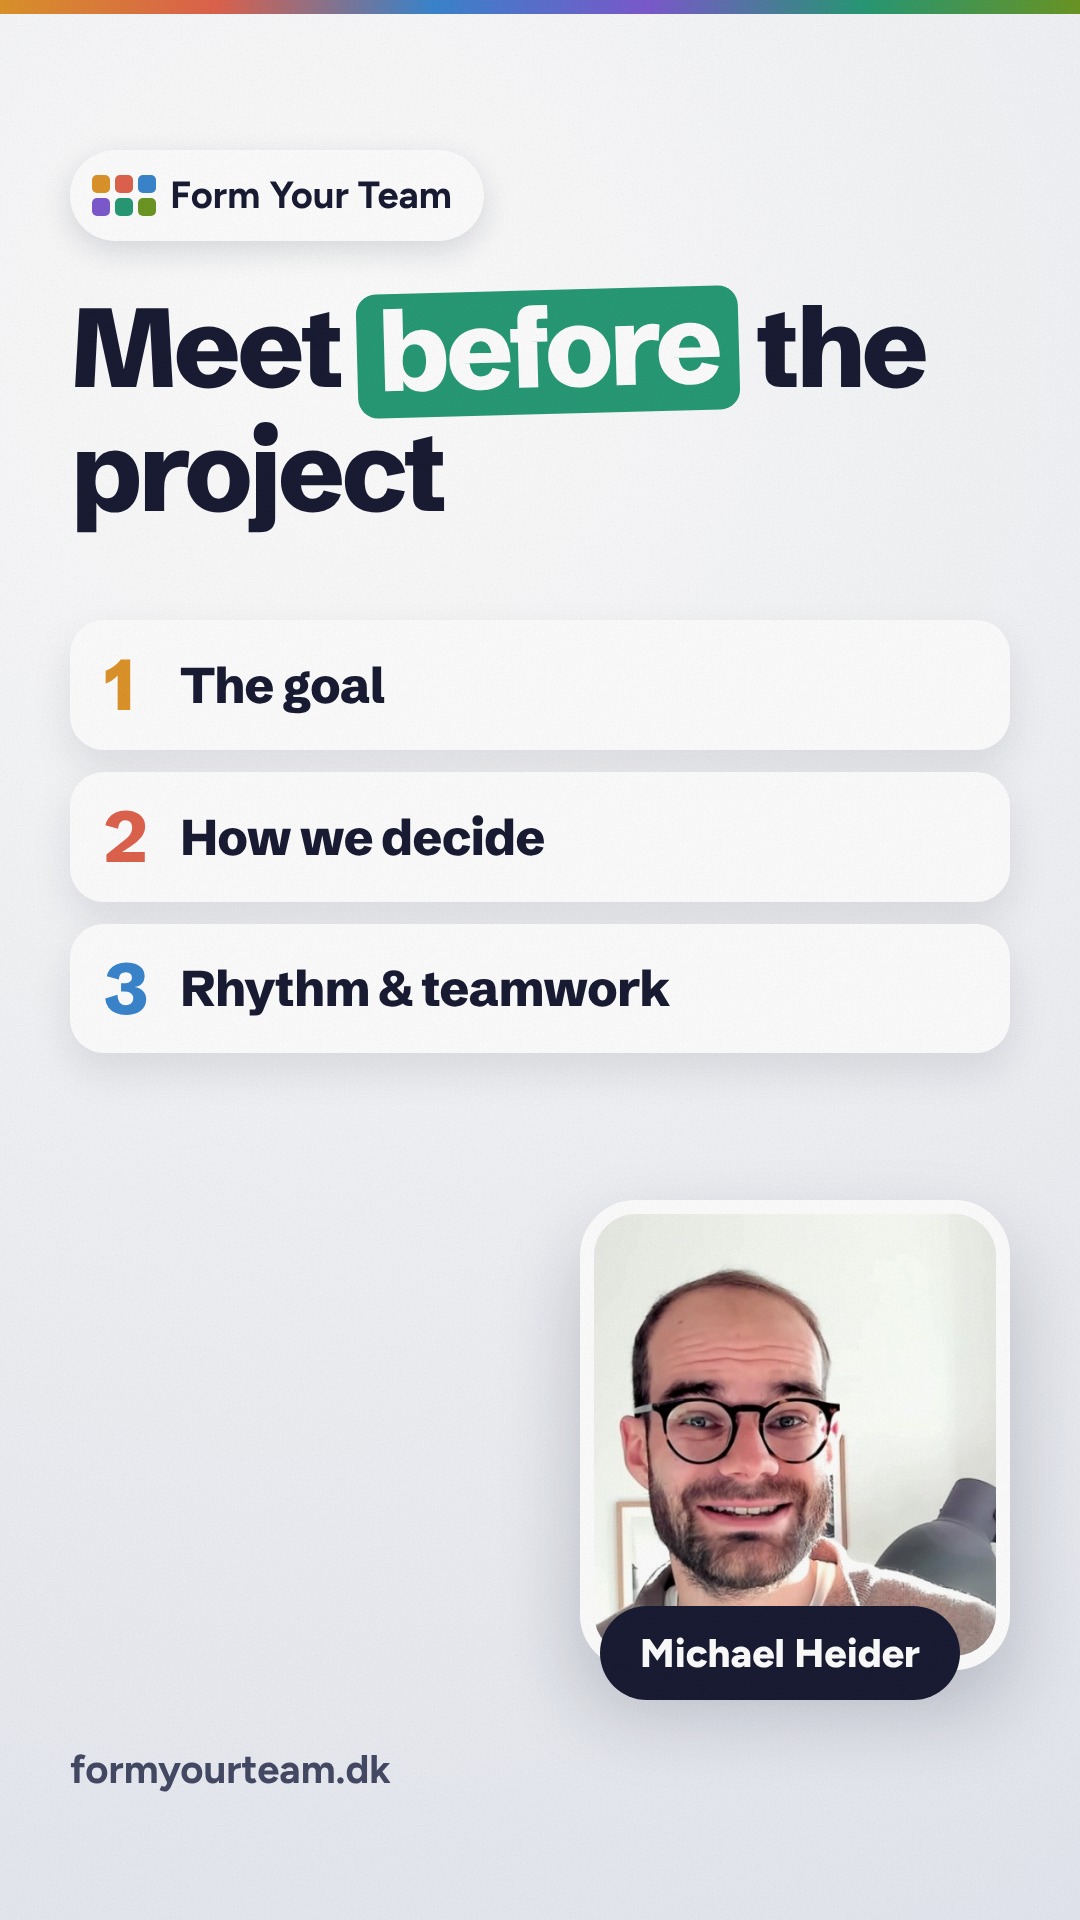 Form Your Team
Meet before the
project
1 The goal
2 How we decide
3 Rhythm & teamwork
Michael Heider
formyourteam.dk